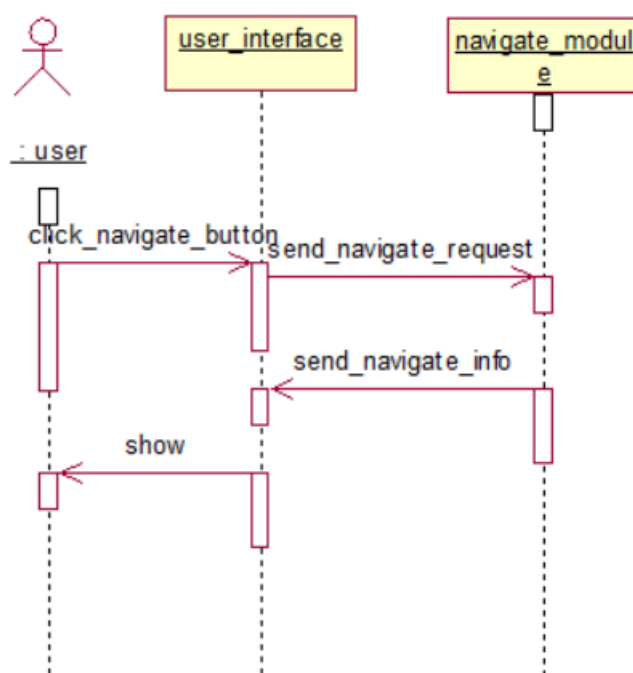 user_interface
navigate_modul
e
: user
click_navigate_button
send_navigate_request
send_navigate_info
show